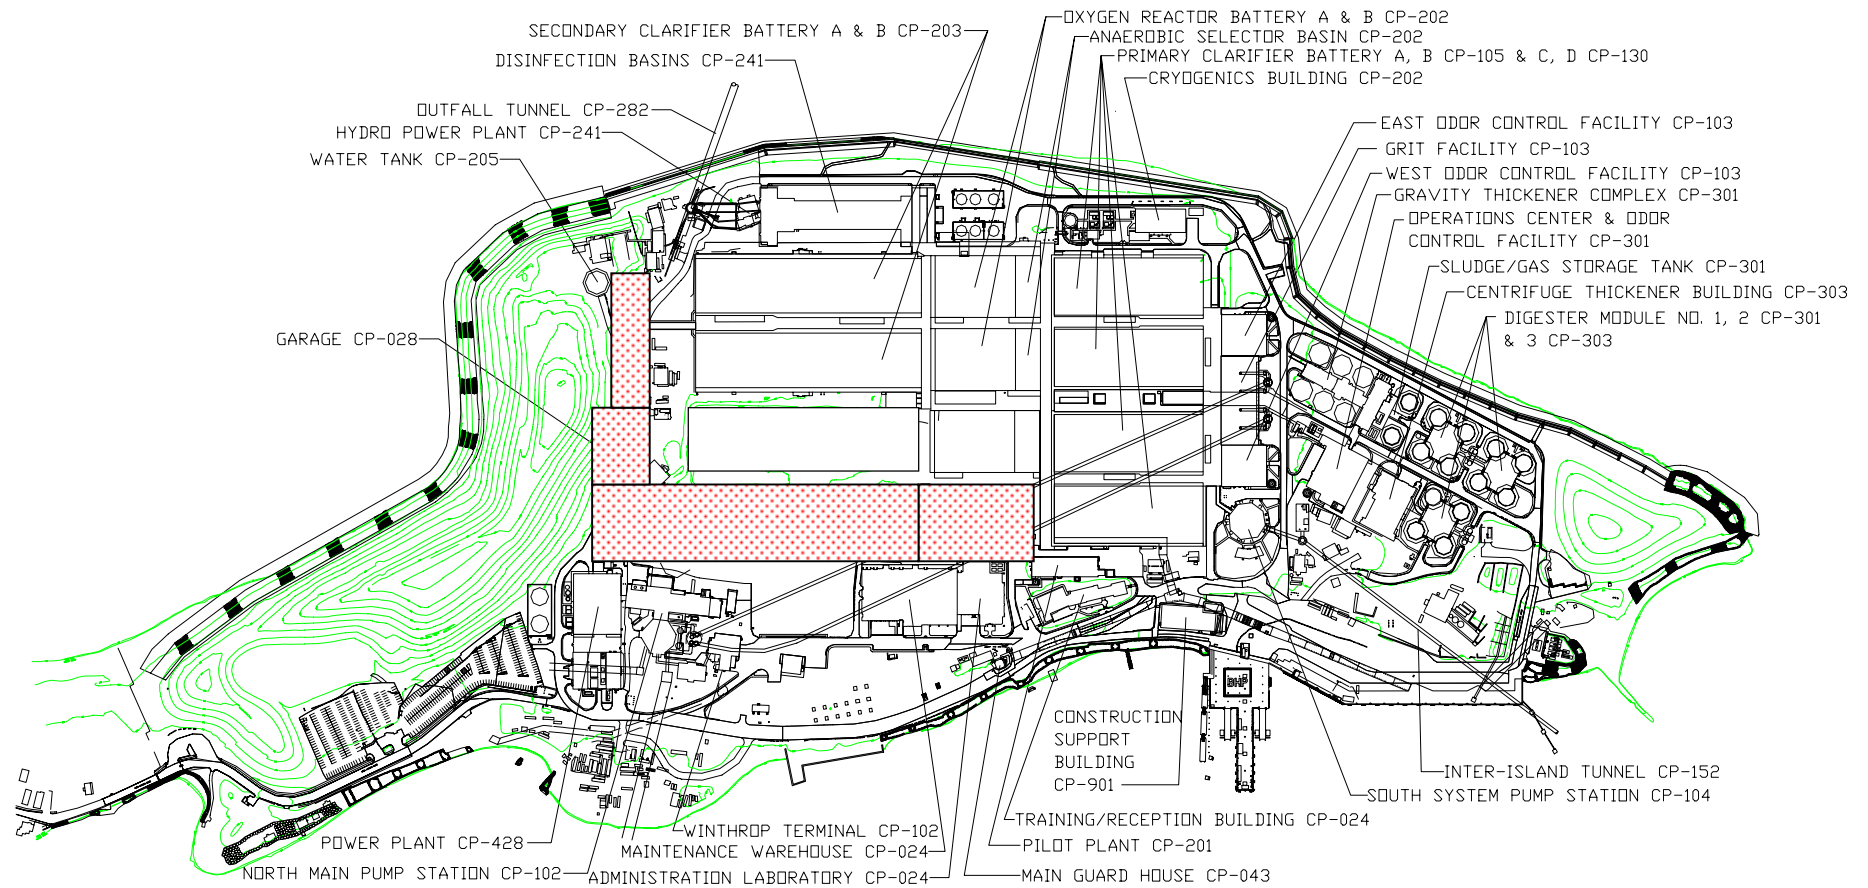 SECONDARY CLARIFIER BATTERY A & B CP-203
DISINFECTION BASINS CP-241
OUTFALL TUNNEL CP-282
HYDRO POWER PLANT CP-241
WATER TANK CP-205
GARAGE CP-028
OXYGEN REACTOR BATTERY A & B CP-202
ANAEROBIC SELECTOR BASIN CP-202
PRIMARY CLARIFIER BATTERY A, B CP-105 & C, D CP-130
CRYOGENICS BUILDING CP-202
EAST ODOR CONTROL FACILITY CP-103
GRIT FACILITY CP-103
WEST ODOR CONTROL FACILITY CP-103
GRAVITY THICKENER COMPLEX CP-301
OPERATIONS CENTER & ODOR
CONTROL FACILITY CP-301
SLUDGE/GAS STORAGE TANK CP-301
CENTRIFUGE THICKENER BUILDING CP-303
DIGESTER MODULE NO. 1, 2 CP-301
& 3 CP-303
BHP
CONSTRUCTION
SUPPORT
BUILDING
CP-901
INTER-ISLAND TUNNEL CP-152
SOUTH SYSTEM PUMP STATION CP-104
TRAINING/RECEPTION BUILDING CP-024
PILOT PLANT CP-201
MAIN GUARD HOUSE CP-043
WINTHROP TERMINAL CP-102
MAINTENANCE WAREHOUSE CP-024
ADMINISTRATION LABORATORY CP-024
POWER PLANT CP-428
NORTH MAIN PUMP STATION CP-102